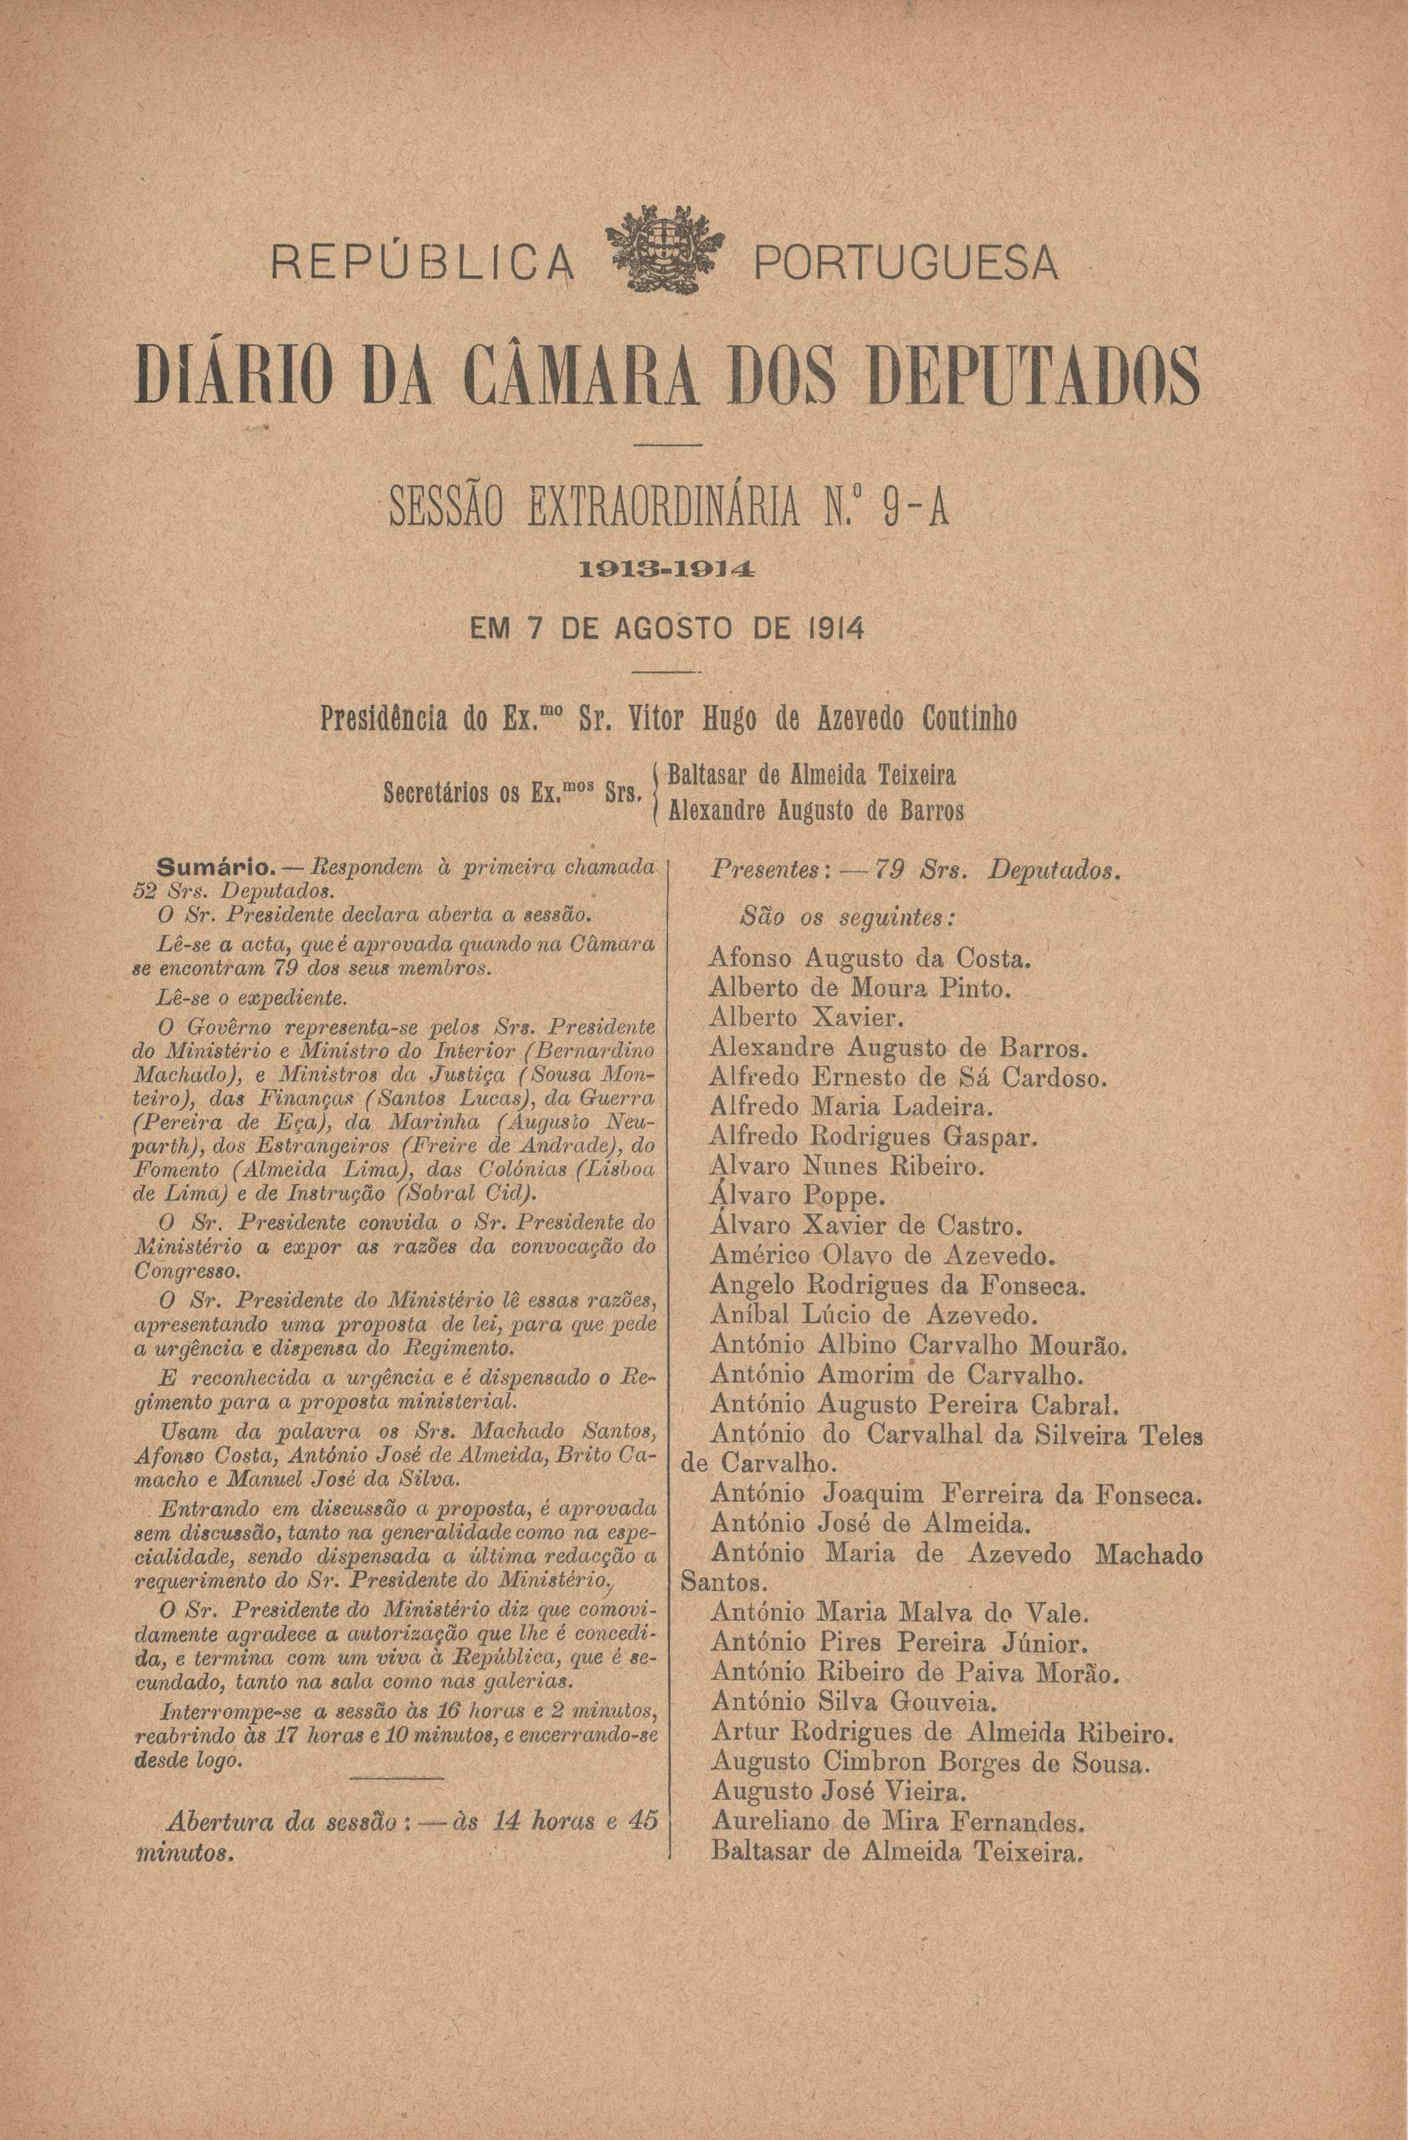 REPÚBLICA PORTUGUESA
DIÁRIO DA CÂMARA DOS DEPUTADOS
SESSÃO EXTRAORDINÁRIA N.º 9-A
1913-1914
EM 7 DE AGOSTO DE 1914
Presidência do Ex.mo Sr. Vitor Hugo de Azevedo Coutinho
Secretários os Ex.mos Srs.
Baltasar de Almeida Teixeira
Alexandre Augusto de Barros
Sumário.—Respondem à primeira chamada
52 Srs. Deputados.
O Sr. Presidente declara aberta a sessão.
Lê-se a acta, que é aprovada quando na Câmara
se encontram 79 dos seus membros.
Lê-se o expediente.
O Govêrno representa-se pelos Srs. Presidente
do Ministério e Ministro do Interior (Bernardino
Machado), e Ministros da Justiça (Sousa Mon-
teiro), das Finanças (Santos Lucas), da Guerra
(Pereira de Eça), da Marinha (Augusto Neu-
parth), dos Estrangeiros (Freire de Andrade), do
Fomento (Almeida Lima), das Colónias (Lisboa
de Lima) e de Instrução (Sobral Cid).
O Sr. Presidente convida o Sr. Presidente do
Ministério a expor as razões da convocação do
Congresso.
O Sr. Presidente do Ministério lê essas razões,
apresentando uma proposta de lei, para que pede
a urgência e dispensa do Regimento.
E reconhecida a urgência e é dispensado o Re-
gimento para a proposta ministerial.
Usam da palavra os Srs. Machado Santos,
Afonso Costa, António José de Almeida, Brito Ca-
macho e Manuel José da Silva.
Entrando em discussão a proposta, é aprovada
sem discussão, tanto na generalidade como na espe-
cialidade, sendo dispensada a última redacção a
requerimento do Sr. Presidente do Ministério.
O Sr. Presidente do Ministério diz que comovi-
damente agradece a autorização que lhe é concedi-
da, e termina com um viva à República, que é se-
cundado, tanto na sala como nas galerias.
Interrompe-se a sessão às 16 horas e 2 minutos,
reabrindo às 17 horas e 10 minutos, e encerrando-se
desde logo.
Abertura da sessão:—às 14 horas e 45
minutos.
Presentes:—79 Srs. Deputados.
São os seguintes:
Afonso Augusto da Costa.
Alberto de Moura Pinto.
Alberto Xavier.
Alexandre Augusto de Barros.
Alfredo Ernesto de Sá Cardoso.
Alfredo Maria Ladeira.
Alfredo Rodrigues Gaspar.
Alvaro Nunes Ribeiro.
Álvaro Poppe.
Álvaro Xavier de Castro.
Américo Olavo de Azevedo.
Angelo Rodrigues da Fonseca.
Aníbal Lúcio de Azevedo.
António Albino Carvalho Mourão.
António Amorim de Carvalho.
António Augusto Pereira Cabral.
António do Carvalhal da Silveira Teles
de Carvalho.
António Joaquim Ferreira da Fonseca.
António José de Almeida.
António Maria de Azevedo Machado
Santos.
António Maria Malva do Vale.
António Pires Pereira Júnior.
António Ribeiro de Paiva Morão.
António Silva Gouveia.
Artur Rodrigues de Almeida Ribeiro.
Augusto Cimbron Borges de Sousa.
Augusto José Vieira.
Aureliano de Mira Fernandes.
Baltasar de Almeida Teixeira.